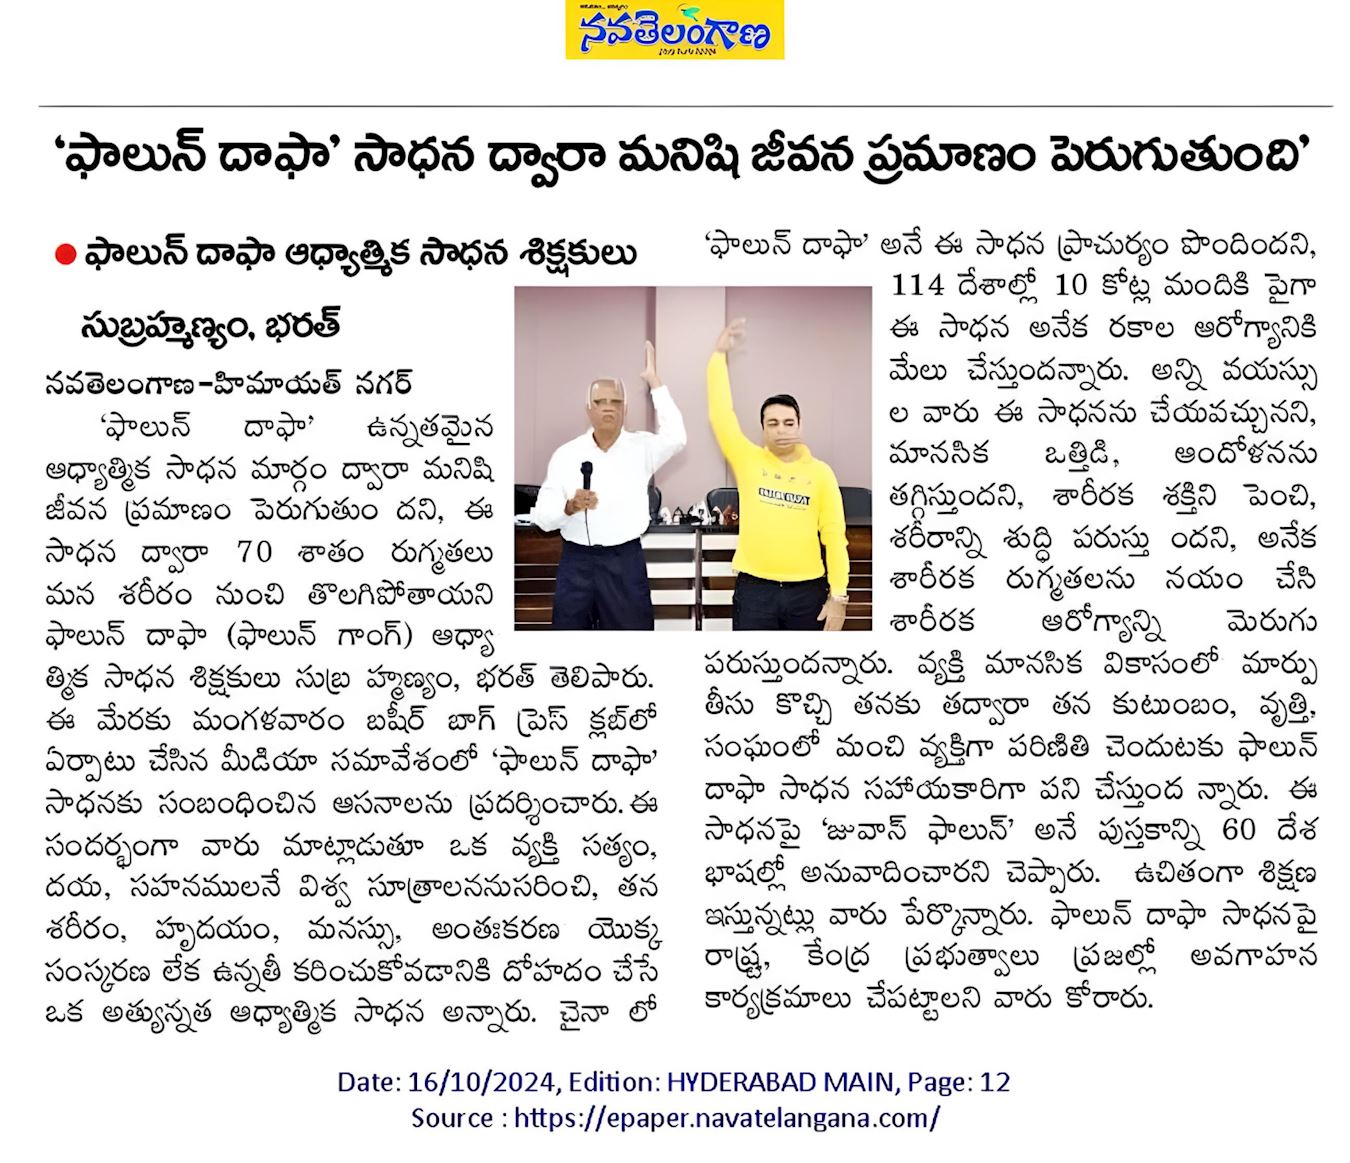 నవతెలంగాణ
‘ఫాలున్ దాఫా’ సాధన ద్వారా మనిషి జీవన ప్రమాణం పెరుగుతుంది’
ఫాలున్ దాఫా ఆధ్యాత్మిక సాధన శిక్షకులు
సుబ్రహ్మణ్యం, భరత్
నవతెలంగాణ-హిమాయత్ నగర్
‘ఫాలున్ దాఫా’ ఉన్నతమైన
ఆధ్యాత్మిక సాధన మార్గం ద్వారా మనిషి
జీవన ప్రమాణం పెరుగుతుం దని, ఈ
సాధన ద్వారా 70 శాతం రుగ్మతలు
మన శరీరం నుంచి తొలగిపోతాయని
ఫాలున్ దాఫా (ఫాలున్ గాంగ్) ఆధ్యా
త్మిక సాధన శిక్షకులు సుబ్ర హ్మణ్యం, భరత్ తెలిపారు.
ఈ మేరకు మంగళవారం బషీర్ బాగ్ ప్రెస్ క్లబ్‌లో
ఏర్పాటు చేసిన మీడియా సమావేశంలో ‘ఫాలున్ దాఫా’
సాధనకు సంబంధించిన ఆసనాలను ప్రదర్శించారు. ఈ
సందర్భంగా వారు మాట్లాడుతూ ఒక వ్యక్తి సత్యం,
దయ, సహనములనే విశ్వ సూత్రాలననుసరించి, తన
శరీరం, హృదయం, మనస్సు, అంతఃకరణ యొక్క
సంస్కరణ లేక ఉన్నతీ కరించుకోవడానికి దోహదం చేసే
ఒక అత్యున్నత ఆధ్యాత్మిక సాధన అన్నారు. చైనా లో
‘ఫాలున్ దాఫా’ అనే ఈ సాధన ప్రాచుర్యం పొందిందని,
114 దేశాల్లో 10 కోట్ల మందికి పైగా
ఈ సాధన అనేక రకాల ఆరోగ్యానికి
మేలు చేస్తుందన్నారు. అన్ని వయస్సు
ల వారు ఈ సాధనను చేయవచ్చునని,
మానసిక ఒత్తిడి, ఆందోళనను
తగ్గిస్తుందని, శారీరక శక్తిని పెంచి,
శరీరాన్ని శుద్ధి పరుస్తు ందని, అనేక
శారీరక రుగ్మతలను నయం చేసి
శారీరక ఆరోగ్యాన్ని మెరుగు
పరుస్తుందన్నారు. వ్యక్తి మానసిక వికాసంలో మార్పు
తీసు కొచ్చి తనకు తద్వారా తన కుటుంబం, వృత్తి,
సంఘంలో మంచి వ్యక్తిగా పరిణితి చెందుటకు ఫాలున్
దాఫా సాధన సహాయకారిగా పని చేస్తుంద న్నారు. ఈ
సాధనపై ‘జువాన్ ఫాలున్’ అనే పుస్తకాన్ని 60 దేశ
భాషల్లో అనువాదించారని చెప్పారు. ఉచితంగా శిక్షణ
ఇస్తున్నట్లు వారు పేర్కొన్నారు. ఫాలున్ దాఫా సాధనపై
రాష్ట్ర, కేంద్ర ప్రభుత్వాలు ప్రజల్లో అవగాహన
కార్యక్రమాలు చేపట్టాలని వారు కోరారు.
Date: 16/10/2024, Edition: HYDERABAD MAIN, Page: 12
Source : https://epaper.navatelangana.com/